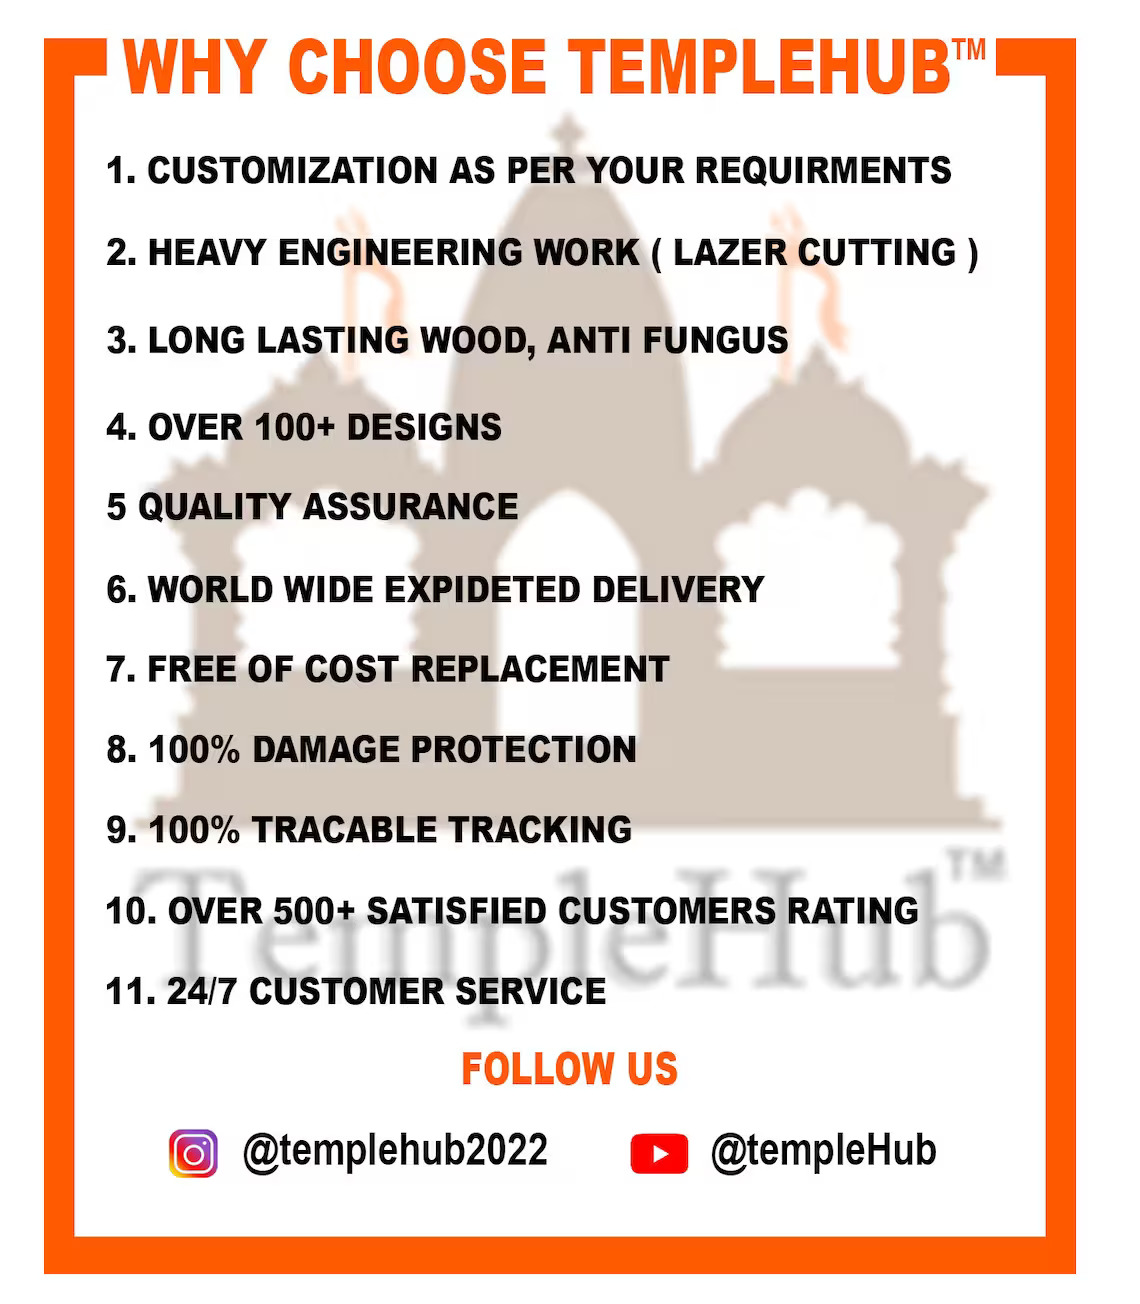 WHY CHOOSE TEMPLEHUB™
1. CUSTOMIZATION AS PER YOUR REQUIRMENTS
2. HEAVY ENGINEERING WORK ( LAZER CUTTING )
3. LONG LASTING WOOD, ANTI FUNGUS
4. OVER 100+ DESIGNS
5 QUALITY ASSURANCE
6. WORLD WIDE EXPIDETED DELIVERY
7. FREE OF COST REPLACEMENT
8. 100% DAMAGE PROTECTION
9. 100% TRACABLE TRACKING
TempleHub™
10. OVER 500+ SATISFIED CUSTOMERS RATING
11. 24/7 CUSTOMER SERVICE
FOLLOW US
@templehub2022 @templeHub